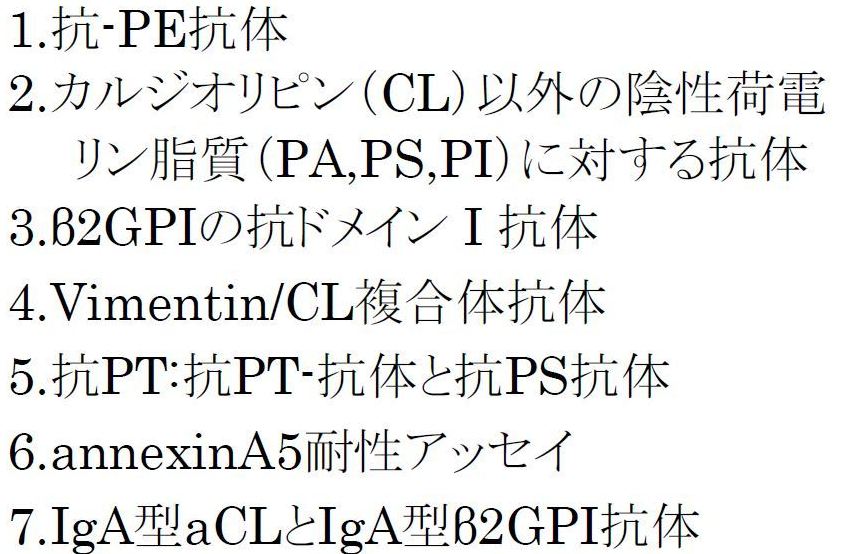 1.抗-PE抗体
2.カルジオリピン(CL)以外の陰性荷電
リン脂質(PA,PS,PI)に対する抗体
3.β2GPIの抗ドメインⅠ抗体
4.Vimentin/CL複合体抗体
5.抗PT:抗PT-抗体と抗PS抗体
6.annexinA5耐性アッセイ
7.IgA型aCLとIgA型β2GPI抗体